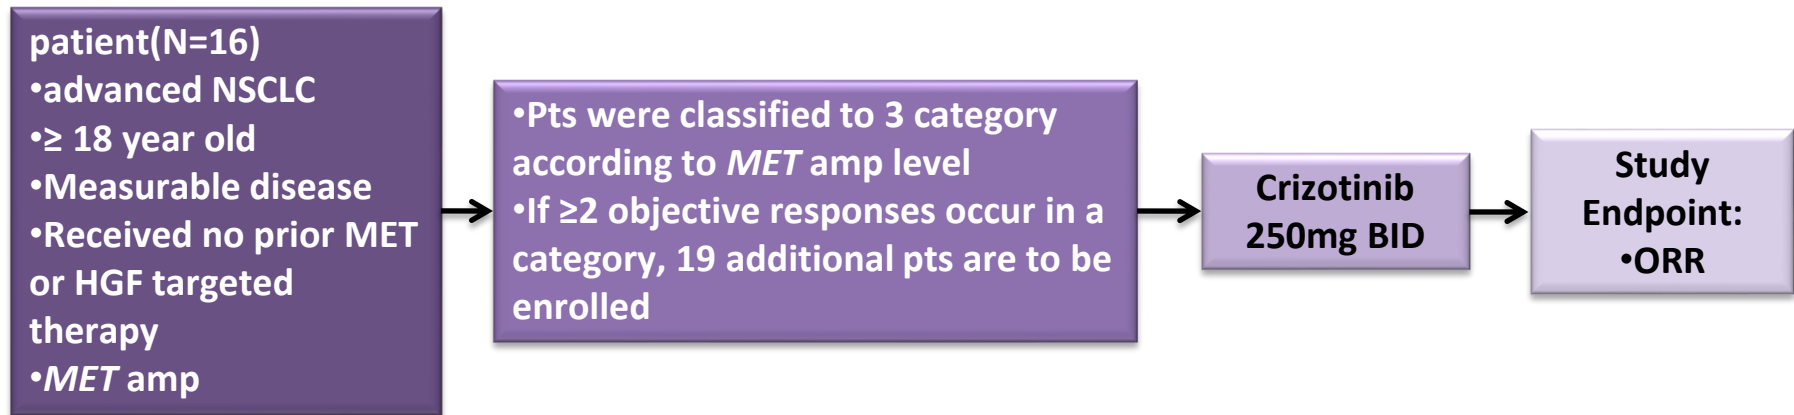 patient(N=16)
•advanced NSCLC
•≥ 18 year old
•Measurable disease
•Received no prior MET
or HGF targeted
therapy
•MET amp
•Pts were classified to 3 category
according to MET amp level
•If ≥2 objective responses occur in a
category, 19 additional pts are to be
enrolled
Crizotinib
250mg BID
Study
Endpoint:
•ORR